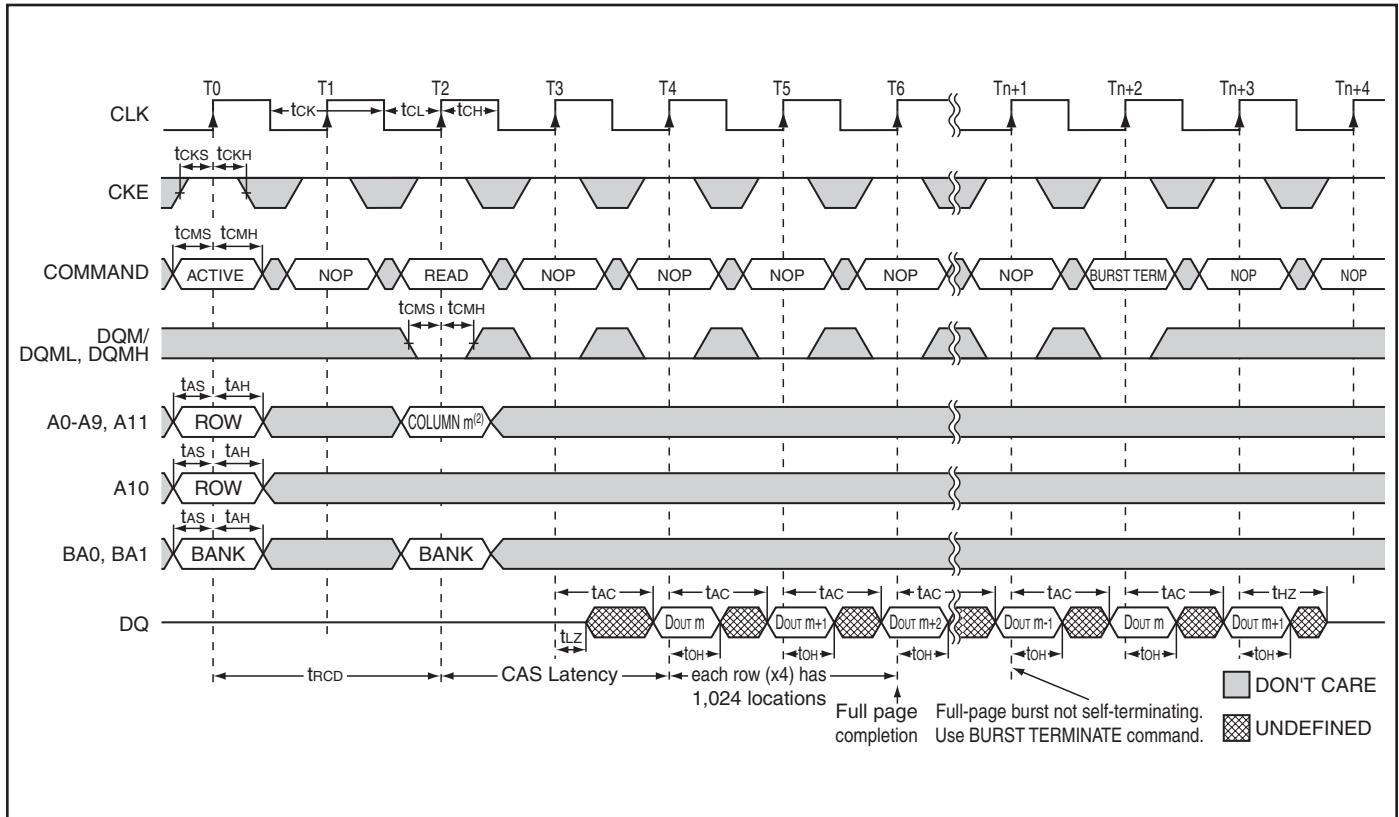 T0 T1 T2 T3 T4 T5 T6 Tn+1 Tn+2 Tn+3 Tn+4
CLK tCK tCL tCH
tCKS tCKH
CKE
tCMS tCMH
COMMAND ACTIVE NOP READ NOP NOP NOP NOP NOP BURST TERM NOP NOP
tCMS tCMH
DQM/
DQML, DQMH
tAS tAH
A0-A9, A11 ROW COLUMN m(2)
tAS tAH
A10 ROW
tAS tAH
BA0, BA1 BANK BANK
tAC tAC tAC tAC tAC tAC tHZ
DQ DOUT m DOUT m+1 DOUT m+2 DOUT m-1 DOUT m DOUT m+1
tLZ tOH tOH tOH tOH tOH tOH
tRCD CAS Latency each row (x4) has
1,024 locations
Full page
completion
Full-page burst not self-terminating.
Use BURST TERMINATE command.
DON'T CARE
UNDEFINED